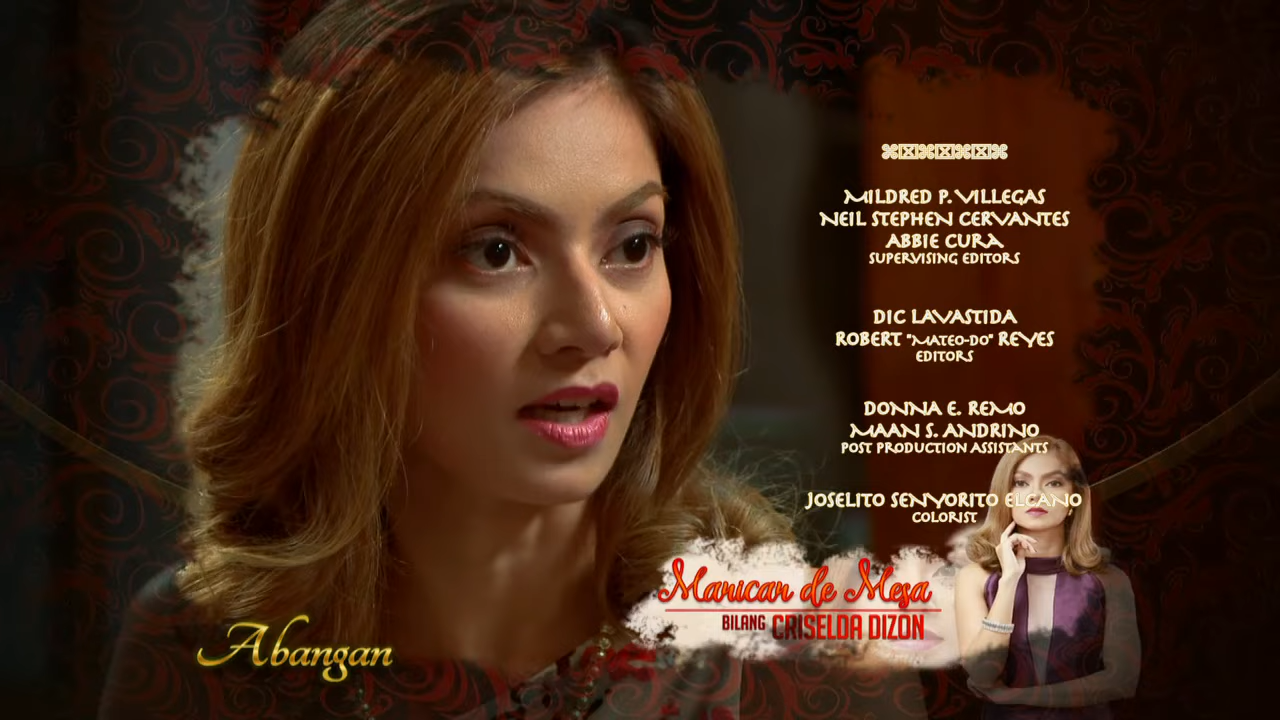 MILDRED P. VILLEGAS
NEIL STEPHEN CERVANTES
ABBIE CURA
SUPERVISING EDITORS
DIC LAVASTIDA
ROBERT "MATEO-DO" REYES
EDITORS
DONNA E. REMO
MAAN S. ANDRINO
POST PRODUCTION ASSISTANTS
JOSELITO SENYORITO ELCANO
COLORIST
Maricar de Mesa
BILANG CRISELDA DIZON
Abangan